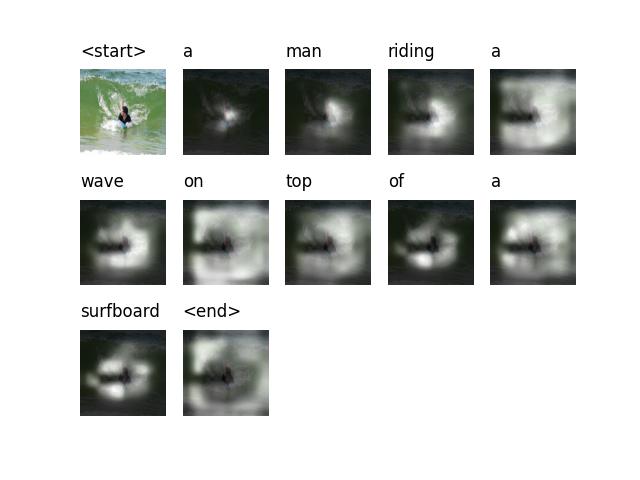 <start> a man riding a
wave on top of a
surfboard <end>